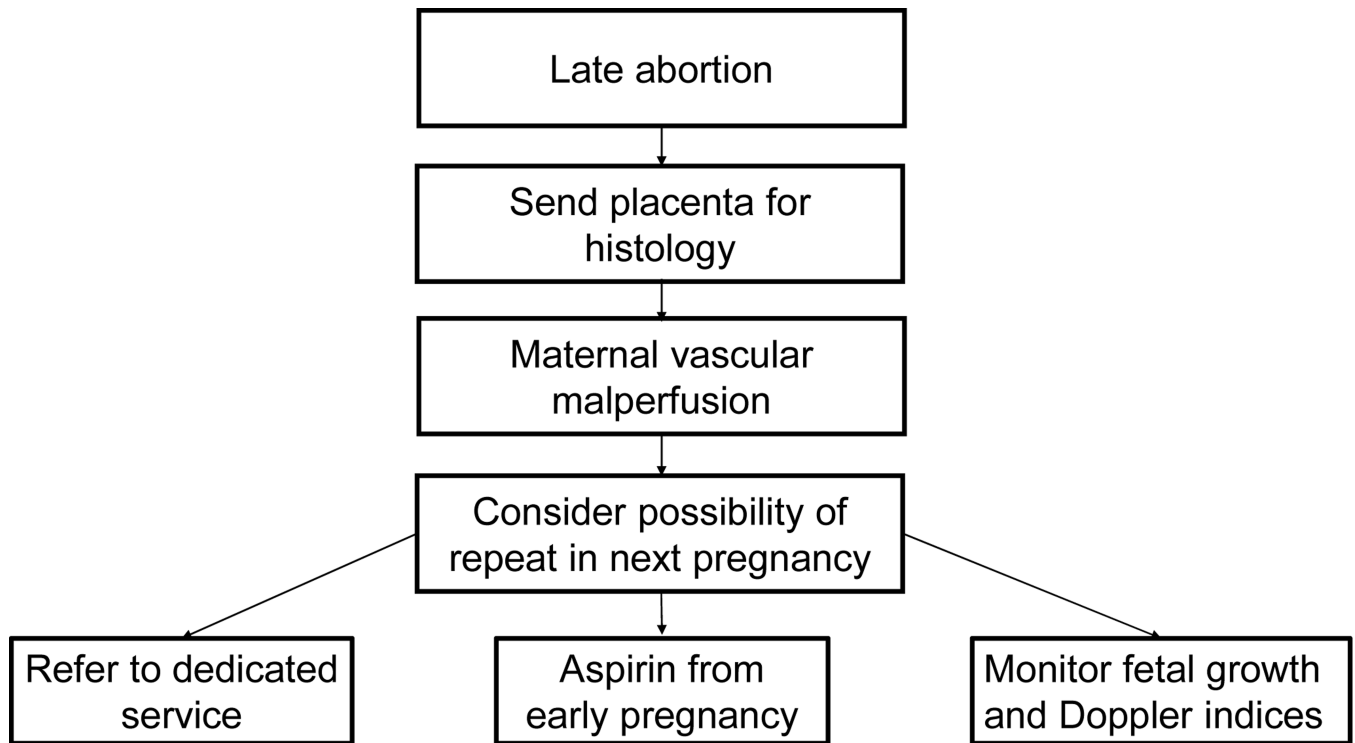 Late abortion
Send placenta for
histology
Maternal vascular
malperfusion
Consider possibility of
repeat in next pregnancy
Refer to dedicated
service
Aspirin from
early pregnancy
Monitor fetal growth
and Doppler indices